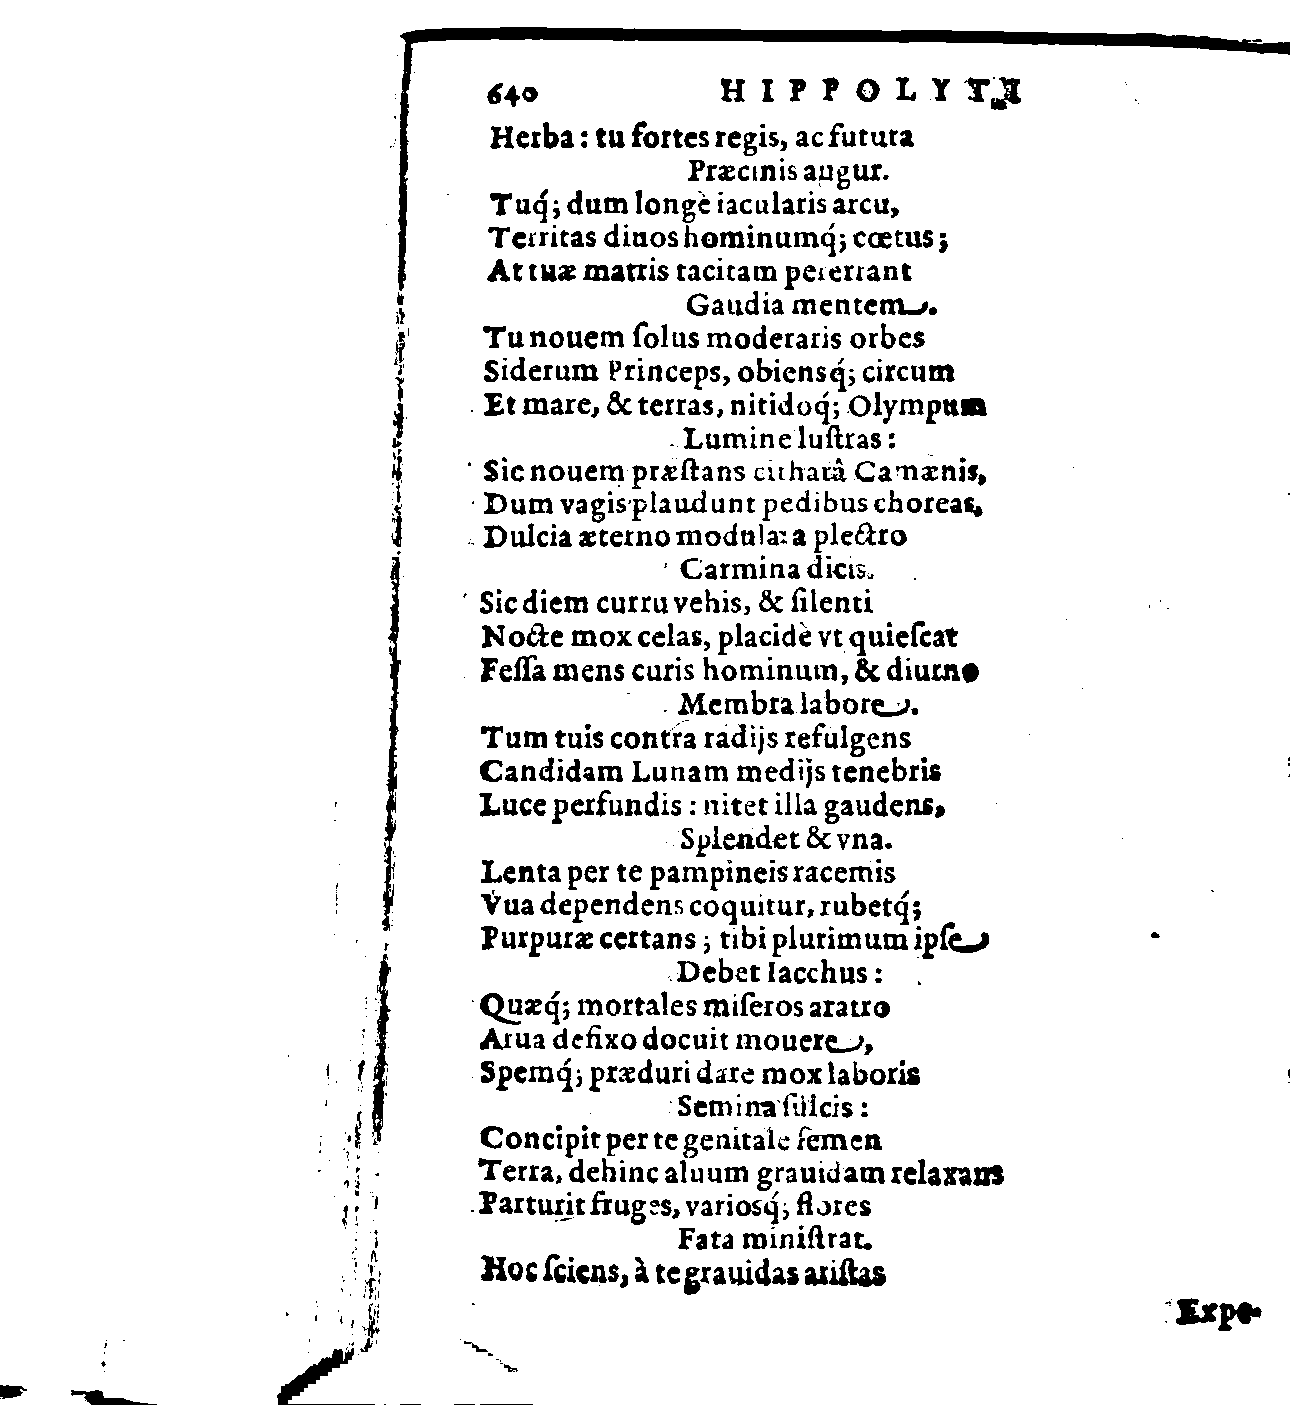 640 HIPPOLYTI
Herba: tu fortes regis, ac futura
Præcinis augur.
Tuq́; dum longè iacularis arcu,
Territas diuos hominumq́; cœtus;
At tuæ matris tacitam pererrant
Gaudia mentem.
Tu nouem ſolus moderaris orbes
Siderum Princeps, obiensq́; circum
Et mare, & terras, nitidoq́; Olympum
Lumine luſtras:
Sic nouem præſtans citharâ Camænis,
Dum vagis plaudunt pedibus choreas,
Dulcia æterno modulata plectro
Carmina dicis.
Sic diem curru vehis, & ſilenti
Nocte mox celas, placidè vt quieſcat
Feſſa mens curis hominum, & diurno
Membra labore.
Tum tuis contra radijs refulgens
Candidam Lunam medijs tenebris
Luce perfundis: nitet illa gaudens,
Splendet & vna.
Lenta per te pampineis racemis
Vua dependens coquitur, rubetq́;
Purpuræ certans; tibi plurimum ipſe
Debet Iacchus:
Quæq́; mortales miſeros aratro
Arua defixo docuit mouere,
Spemq́; præduri dare mox laboris
Semina ſulcis:
Concipit per te genitale ſemen
Terra, dehinc aluum grauidam relaxans
Parturit fruges, variosq́; flores
Fata miniſtrat.
Hoc ſciens, à te grauidas ariſtas
Expe-